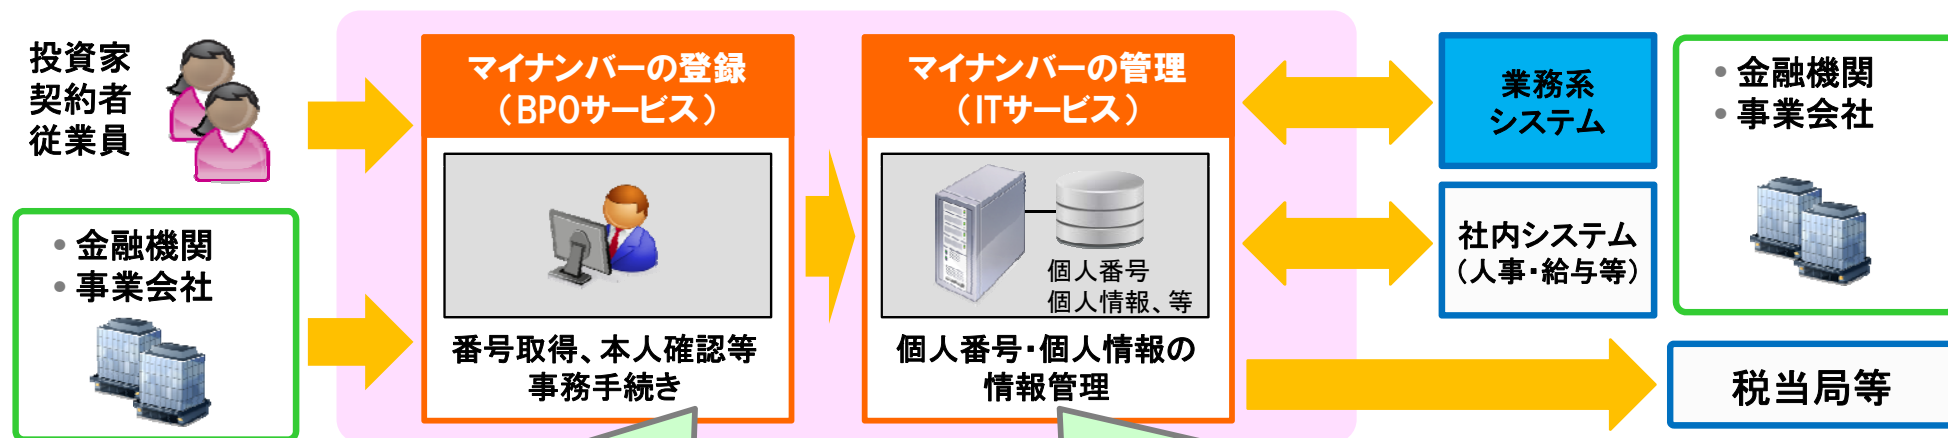 投資家
契約者
従業員
• 金融機関
• 事業会社
マイナンバーの登録
（BPOサービス）
番号取得、本人確認等
事務手続き
マイナンバーの管理
（ITサービス）
個人番号
個人情報、等
個人番号・個人情報の
情報管理
業務系
システム
社内システム
（人事・給与等）
• 金融機関
• 事業会社
税当局等